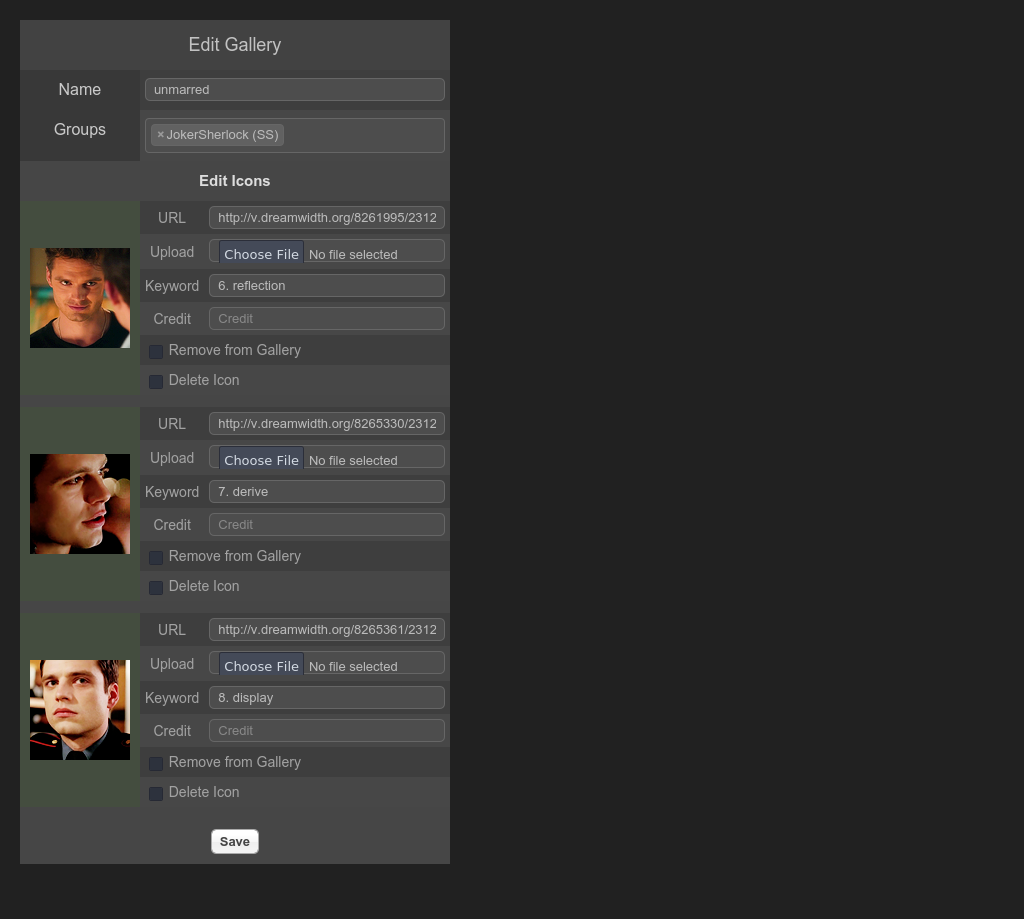 Edit Gallery
Name
unmarred
Groups
×JokerSherlock (SS)
Edit Icons
URL
http://v.dreamwidth.org/8261995/2312
Upload
Choose File No file selected
Keyword
6. reflection
Credit
Credit
Remove from Gallery
Delete Icon
URL
http://v.dreamwidth.org/8265330/2312
Upload
Choose File No file selected
Keyword
7. derive
Credit
Credit
Remove from Gallery
Delete Icon
URL
http://v.dreamwidth.org/8265361/2312
Upload
Choose File No file selected
Keyword
8. display
Credit
Credit
Remove from Gallery
Delete Icon
Save